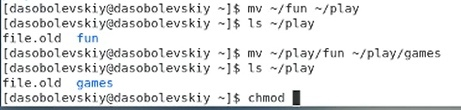 [dasobolevskiy@dasobolevskiy ~]$ mv ~/fun ~/play
[dasobolevskiy@dasobolevskiy ~]$ ls ~/play
file.old fun
[dasobolevskiy@dasobolevskiy ~]$ mv ~/play/fun ~/play/games
[dasobolevskiy@dasobolevskiy ~]$ ls ~/play
file.old games
[dasobolevskiy@dasobolevskiy ~]$ chmod